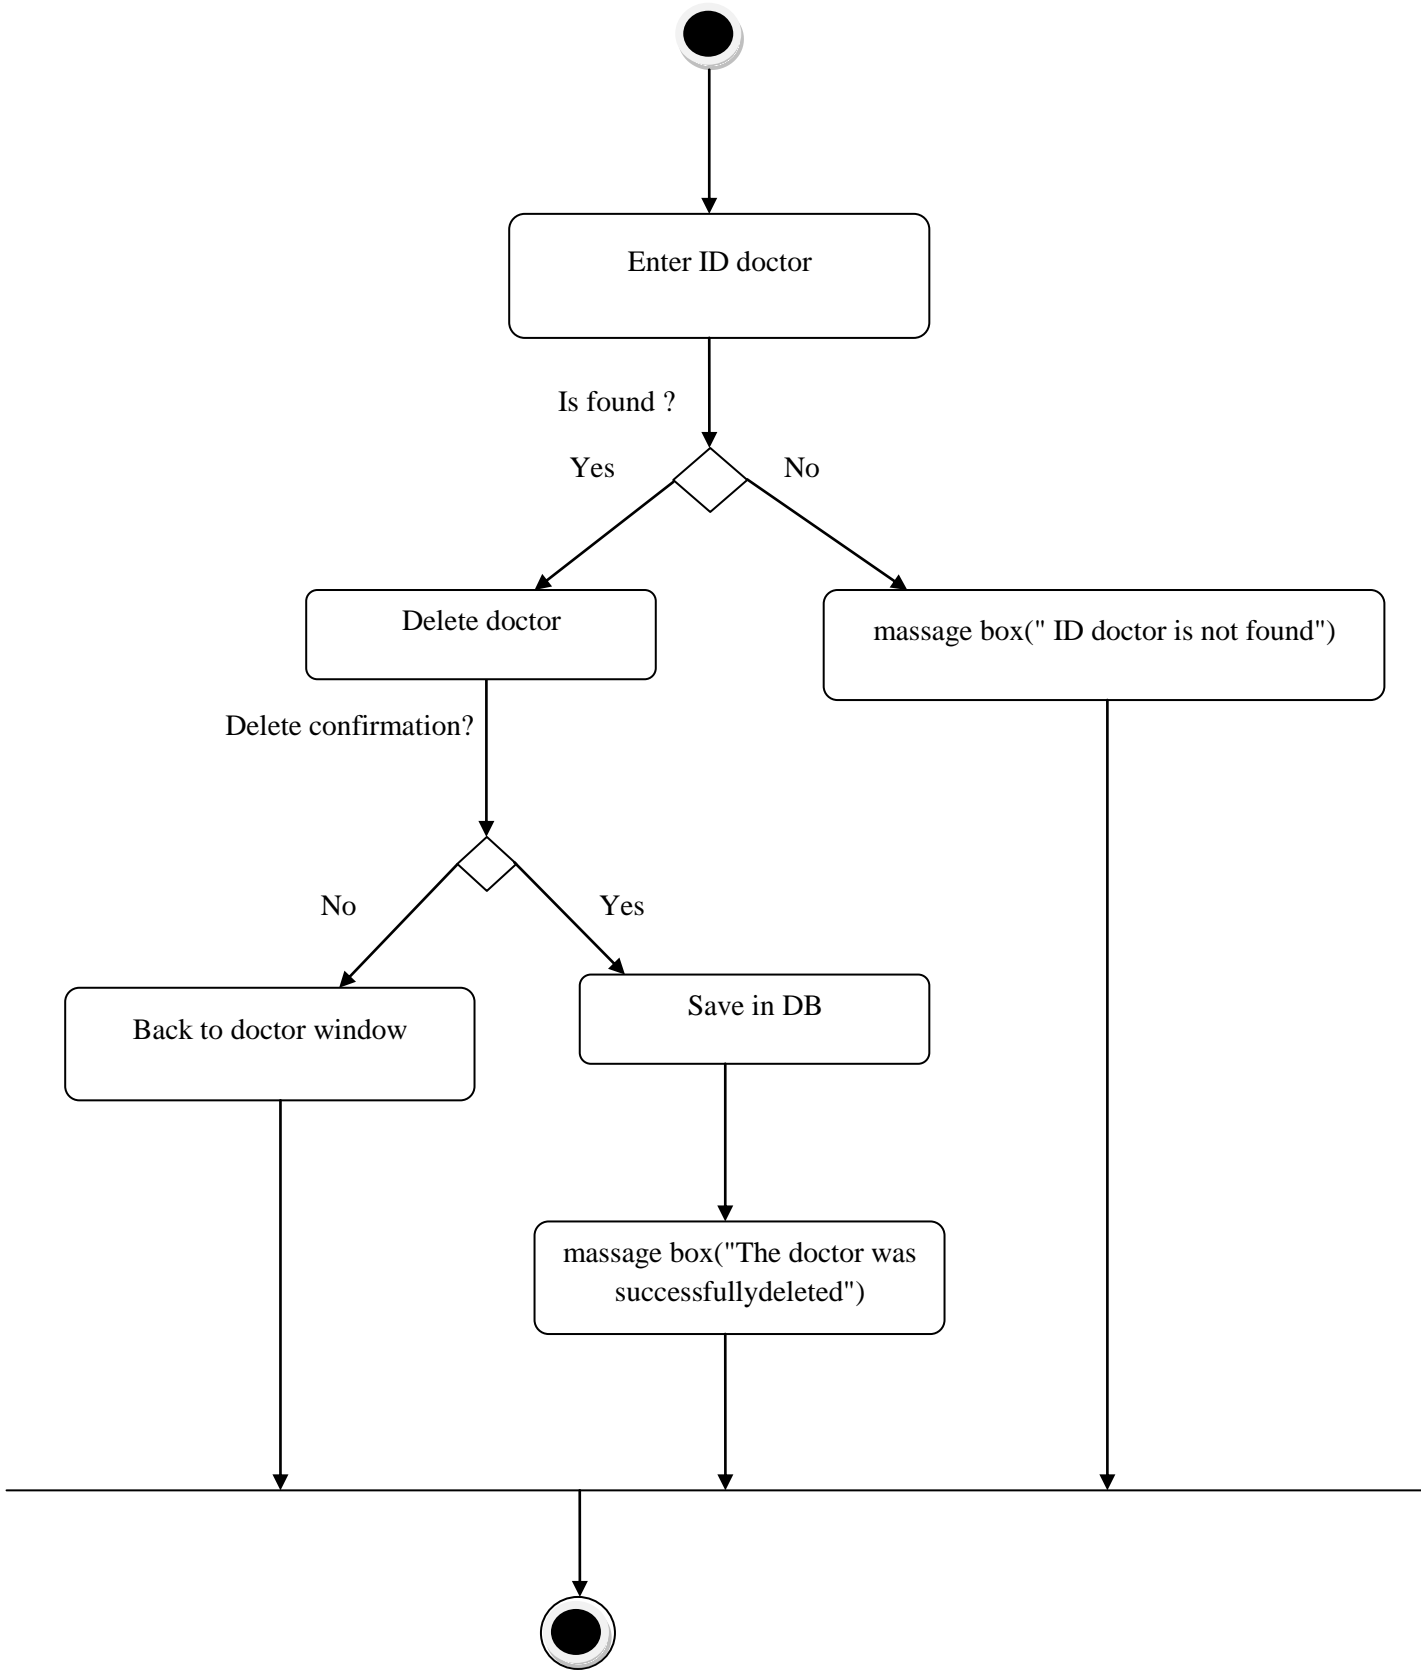 Enter ID doctor
Is found ?
Yes
No
Delete doctor
massage box(" ID doctor is not found")
Delete confirmation?
No
Yes
Back to doctor window
Save in DB
massage box("The doctor was
successfullydeleted")